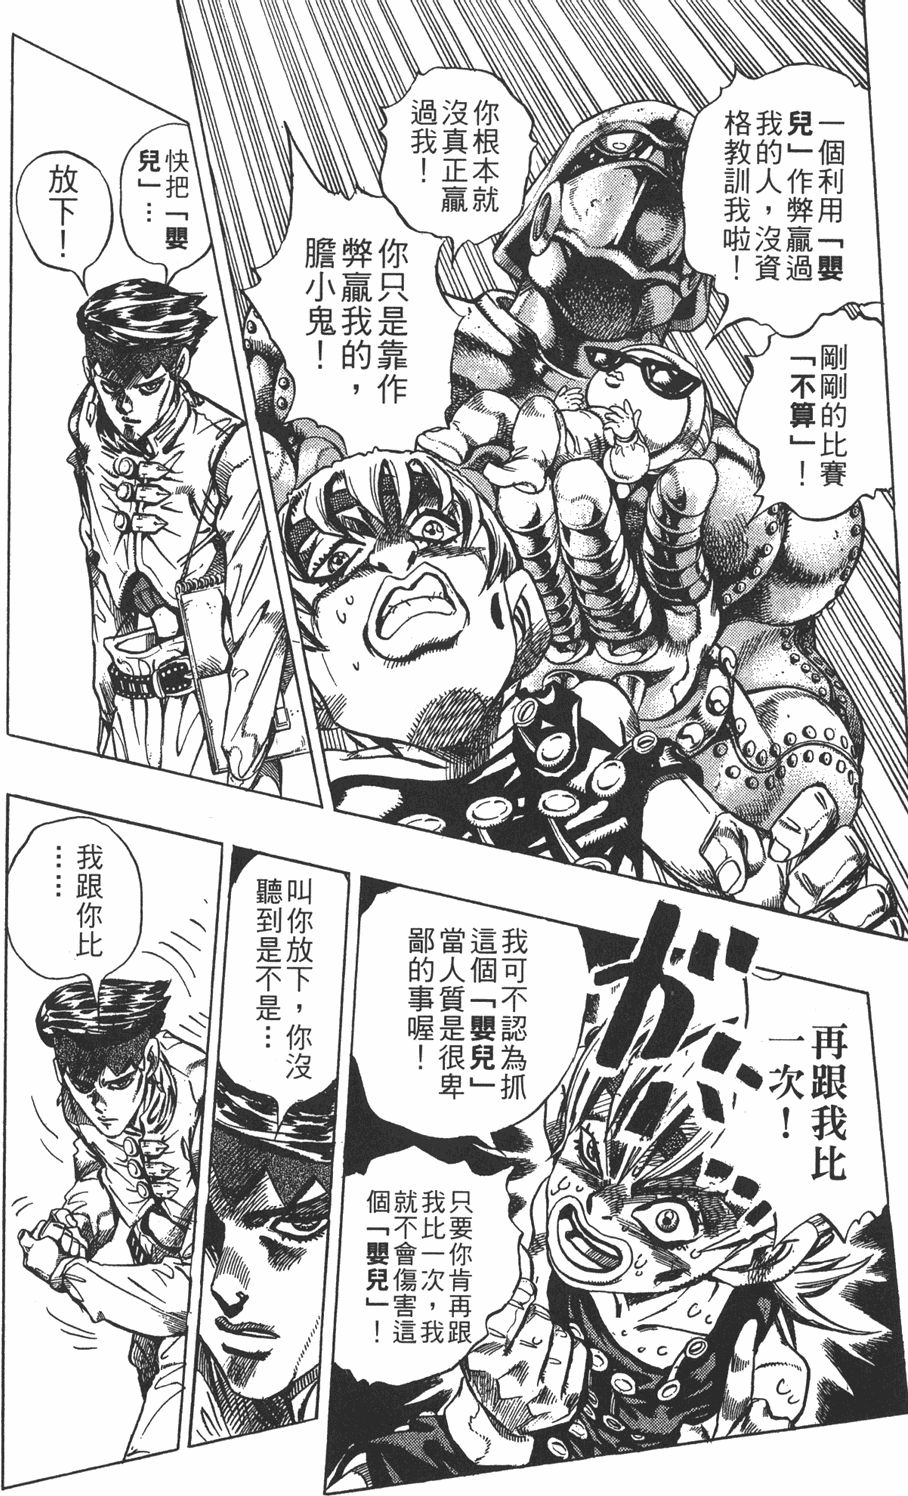 一個利用「嬰
兒」作弊贏過
我的人，沒資
格教訓我啦！
剛剛的比賽
「不算」！
你根本就
沒真正贏
過我！
你只是靠作
弊贏我的，
膽小鬼！
快把「嬰
兒」…
放下！
再跟我比
一次！
ガガガ
我可不認為抓
這個「嬰兒」
當人質是很卑
鄙的事喔！
只要你肯再跟
我比一次，我
就不會傷害這
個「嬰兒」！
叫你放下，你沒
聽到是不是…
我跟你比
……